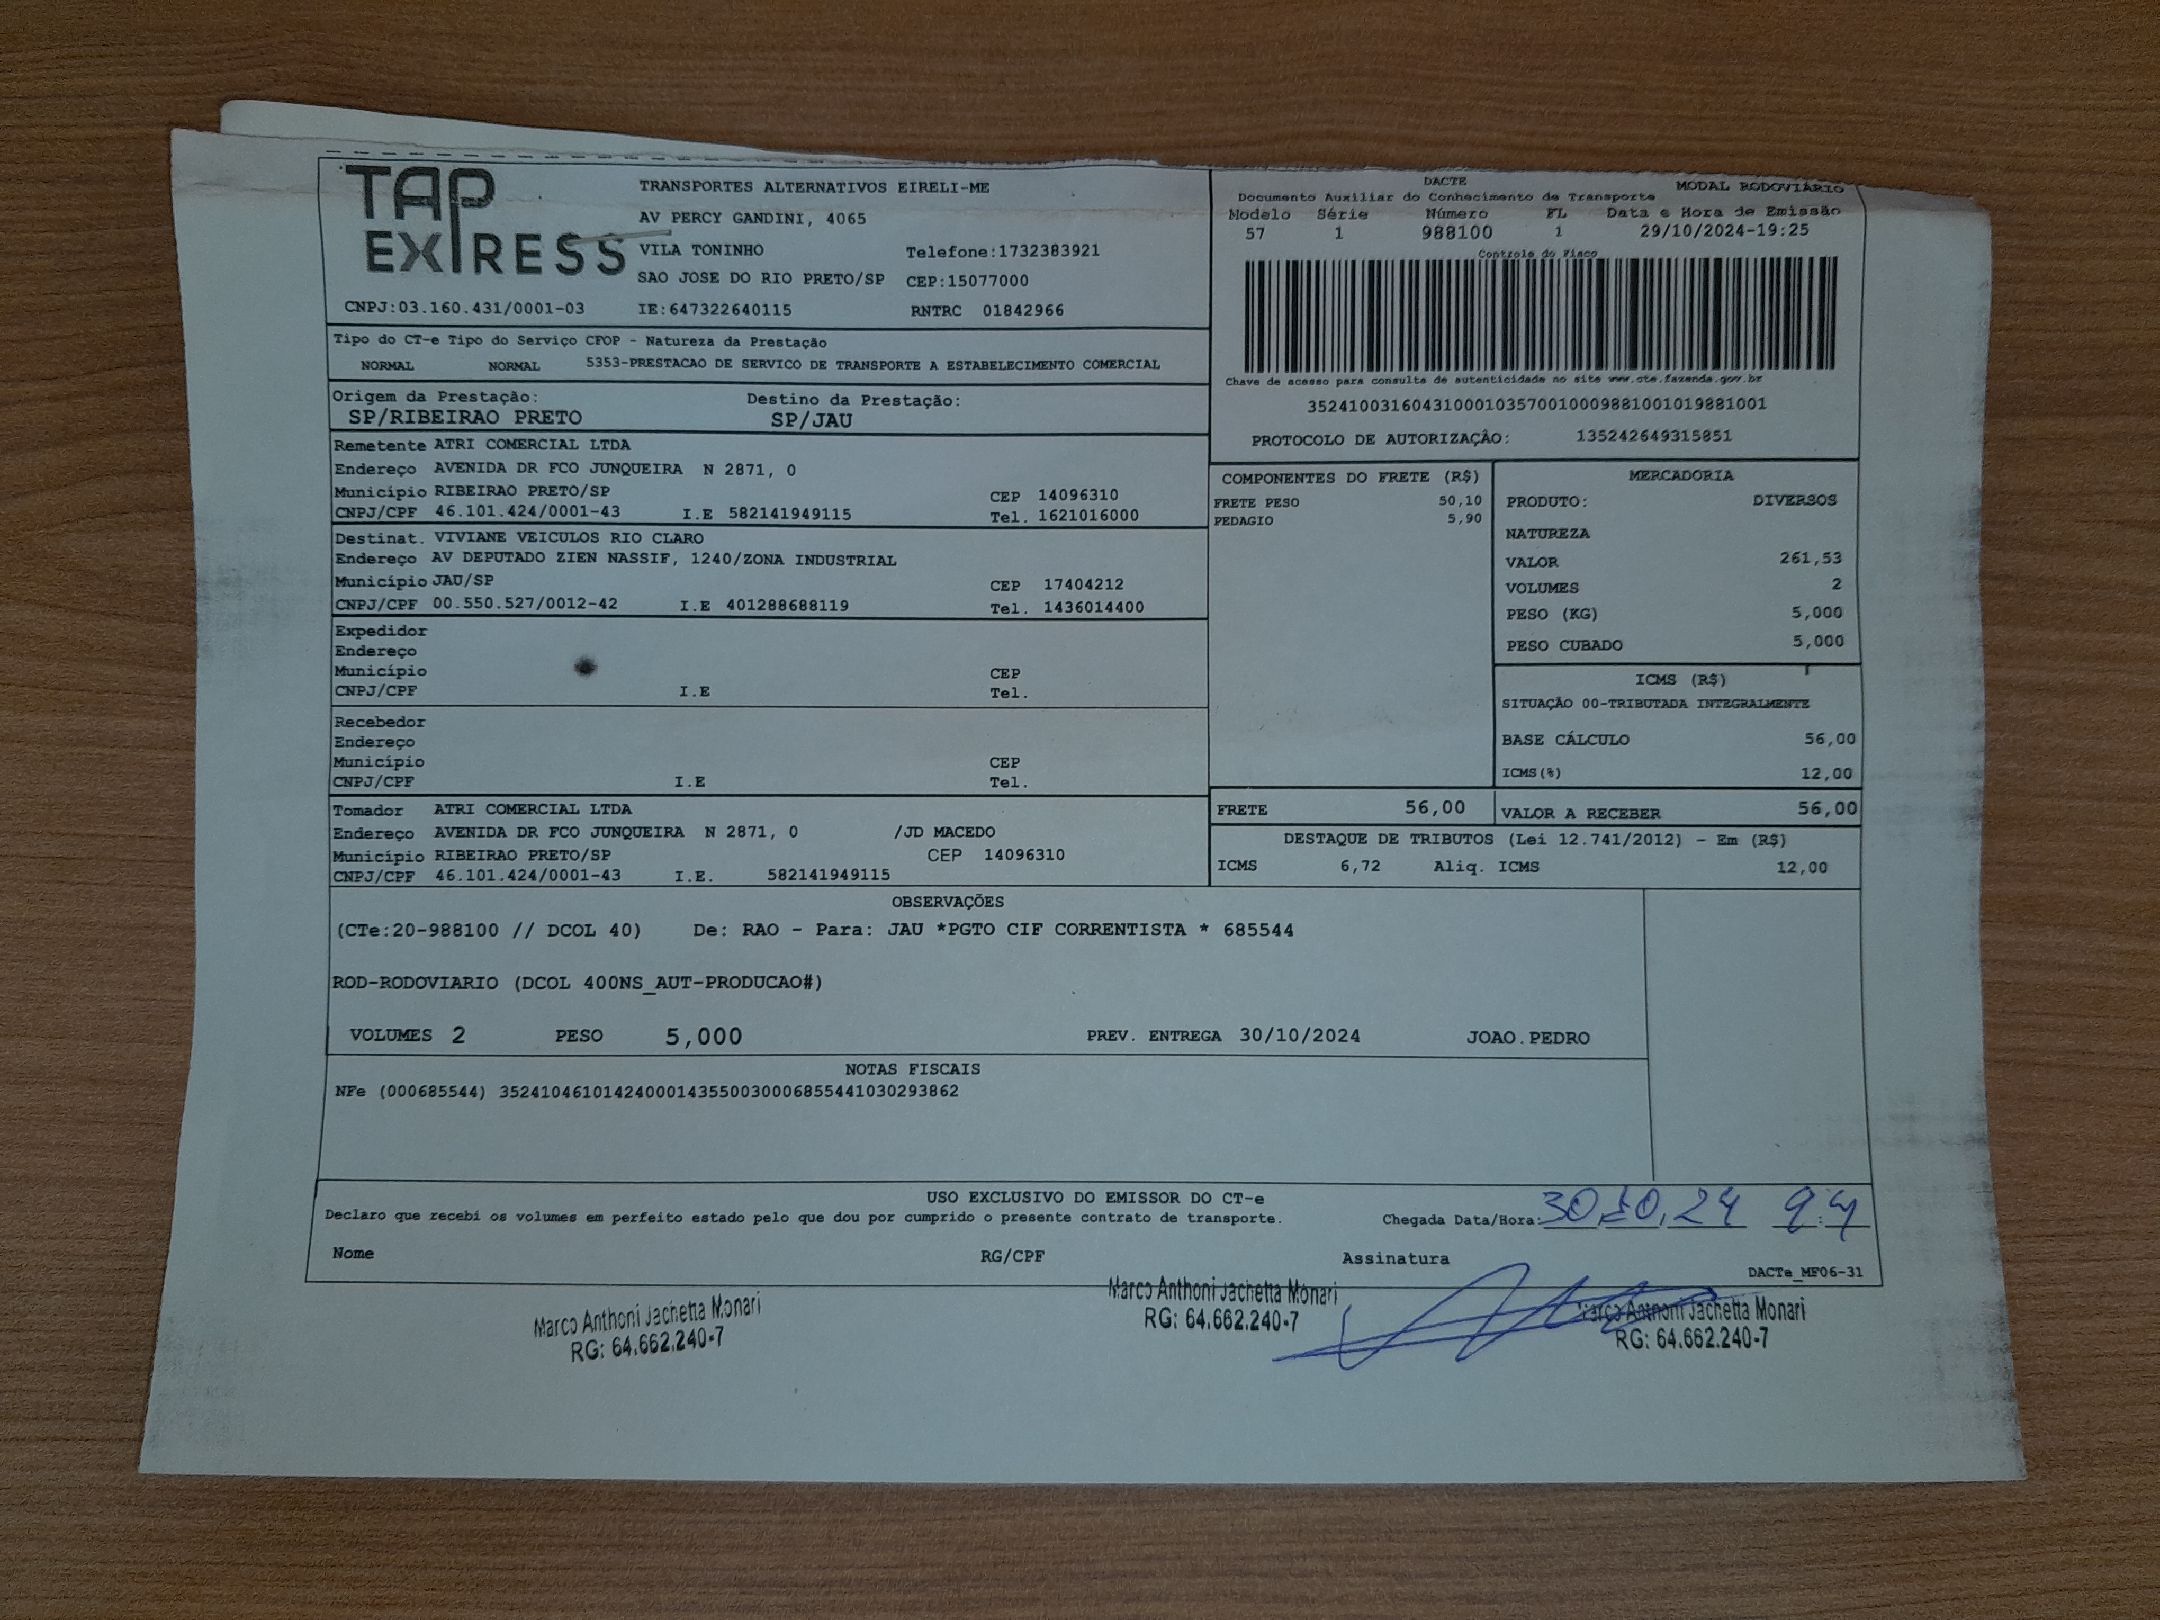 TAP EXPRESS
TRANSPORTES ALTERNATIVOS EIRELI-ME
AV PERCY GANDINI, 4065
VILA TONINHO Telefone:1732383921
SAO JOSE DO RIO PRETO/SP CEP:15077000
CNPJ:03.160.431/0001-03 IE:647322640115 RNTRC 01842966
DACTE MODAL RODOVIÁRIO
Documento Auxiliar do Conhecimento de Transporte
Modelo Série Número FL Data e Hora de Emissão
57 1 988100 1 29/10/2024-19:25
Controle do Fisco
Chave de acesso para consulta de autenticidade no site www.cte.fazenda.gov.br
35241003160431000103570010009881001019881001
PROTOCOLO DE AUTORIZAÇÂO: 135242649315851
Tipo do CT-e Tipo do Serviço CFOP - Natureza da Prestação
NORMAL NORMAL 5353-PRESTACAO DE SERVICO DE TRANSPORTE A ESTABELECIMENTO COMERCIAL
Origem da Prestação: Destino da Prestação:
SP/RIBEIRAO PRETO SP/JAU
Remetente ATRI COMERCIAL LTDA
Endereço AVENIDA DR FCO JUNQUEIRA N 2871, 0
Município RIBEIRAO PRETO/SP CEP 14096310
CNPJ/CPF 46.101.424/0001-43 I.E 582141949115 Tel. 1621016000
Destinat. VIVIANE VEICULOS RIO CLARO
Endereço AV DEPUTADO ZIEN NASSIF, 1240/ZONA INDUSTRIAL
Município JAU/SP CEP 17404212
CNPJ/CPF 00.550.527/0012-42 I.E 401288688119 Tel. 1436014400
Expedidor
Endereço
Município CEP
CNPJ/CPF I.E Tel.
Recebedor
Endereço
Município CEP
CNPJ/CPF I.E Tel.
Tomador ATRI COMERCIAL LTDA
Endereço AVENIDA DR FCO JUNQUEIRA N 2871, 0 /JD MACEDO
Município RIBEIRAO PRETO/SP CEP 14096310
CNPJ/CPF 46.101.424/0001-43 I.E. 582141949115
COMPONENTES DO FRETE (R$)
FRETE PESO 50,10
PEDAGIO 5,90
MERCADORIA
PRODUTO: DIVERSOS
NATUREZA
VALOR 261,53
VOLUMES 2
PESO (KG) 5,000
PESO CUBADO 5,000
ICMS (R$)
SITUAÇÃO 00-TRIBUTADA INTEGRALMENTE
BASE CÁLCULO 56,00
ICMS(%) 12,00
FRETE 56,00 VALOR A RECEBER 56,00
DESTAQUE DE TRIBUTOS (Lei 12.741/2012) - Em (R$)
ICMS 6,72 Aliq. ICMS 12,00
OBSERVAÇÕES
(CTe:20-988100 // DCOL 40) De: RAO - Para: JAU *PGTO CIF CORRENTISTA * 685544
ROD-RODOVIARIO (DCOL 400NS_AUT-PRODUCAO#)
VOLUMES 2 PESO 5,000 PREV. ENTREGA 30/10/2024 JOAO.PEDRO
NOTAS FISCAIS
NFe (000685544) 35241046101424000143550030006855441030293862
USO EXCLUSIVO DO EMISSOR DO CT-e
Declaro que recebi os volumes em perfeito estado pelo que dou por cumprido o presente contrato de transporte. Chegada Data/Hora: 30 10 24
Nome RG/CPF Assinatura
DACTe_MF06-31
Marco Anthoni Jachetta Monari
RG: 64.662.240-7
Marco Anthoni Jachetta Monari
RG: 64.662.240-7
Marco Anthoni Jachetta Monari
RG: 64.662.240-7